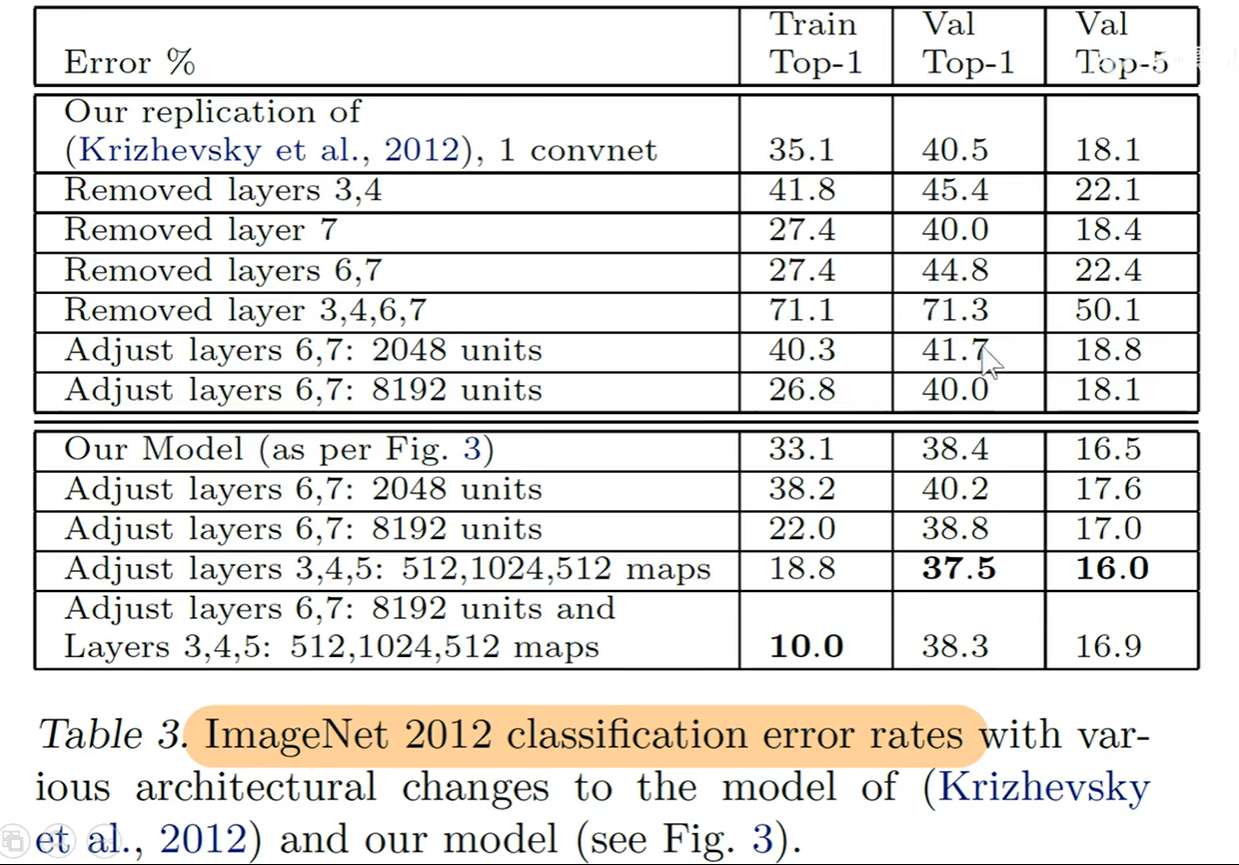 Error % Train Top-1 Val Top-1 Val Top-5
Our replication of
(Krizhevsky et al., 2012), 1 convnet 35.1 40.5 18.1
Removed layers 3,4 41.8 45.4 22.1
Removed layer 7 27.4 40.0 18.4
Removed layers 6,7 27.4 44.8 22.4
Removed layer 3,4,6,7 71.1 71.3 50.1
Adjust layers 6,7: 2048 units 40.3 41.7 18.8
Adjust layers 6,7: 8192 units 26.8 40.0 18.1
Our Model (as per Fig. 3) 33.1 38.4 16.5
Adjust layers 6,7: 2048 units 38.2 40.2 17.6
Adjust layers 6,7: 8192 units 22.0 38.8 17.0
Adjust layers 3,4,5: 512,1024,512 maps 18.8 37.5 16.0
Adjust layers 6,7: 8192 units and
Layers 3,4,5: 512,1024,512 maps 10.0 38.3 16.9
Table 3. ImageNet 2012 classification error rates with var-
ious architectural changes to the model of (Krizhevsky
et al., 2012) and our model (see Fig. 3).